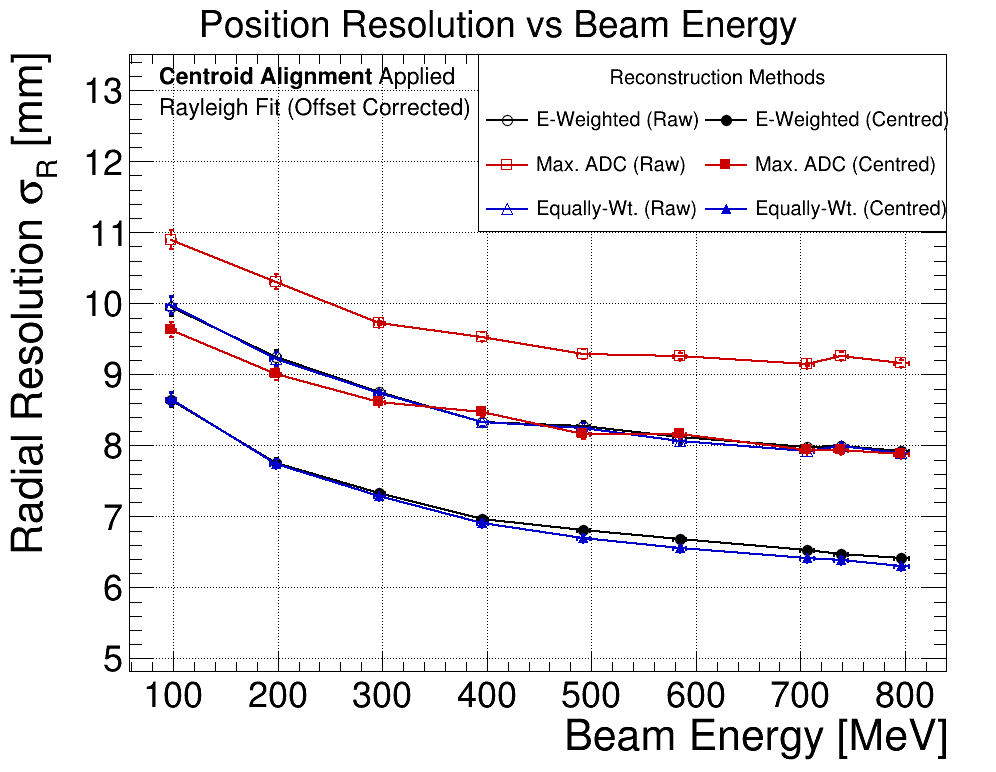 Position Resolution vs Beam Energy
Radial Resolution σR [mm]
Centroid Alignment Applied
Rayleigh Fit (Offset Corrected)
Reconstruction Methods
E-Weighted (Raw) E-Weighted (Centred)
Max. ADC (Raw) Max. ADC (Centred)
Equally-Wt. (Raw) Equally-Wt. (Centred)
13
12
11
10
9
8
7
6
5
100 200 300 400 500 600 700 800
Beam Energy [MeV]